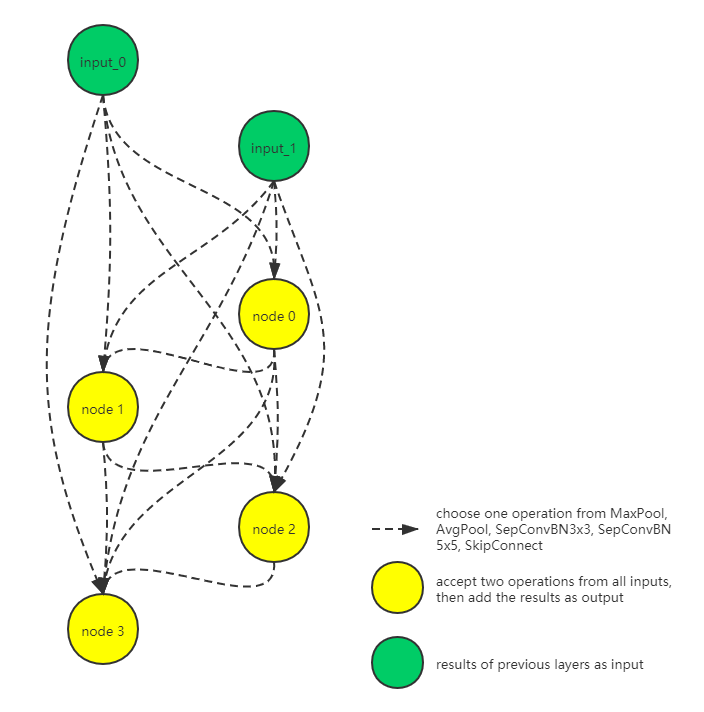 input_0
input_1
node 0
node 1
node 2
node 3
choose one operation from MaxPool,
AvgPool, SepConvBN3x3, SepConvBN
5x5, SkipConnect
accept two operations from all inputs,
then add the results as output
results of previous layers as input